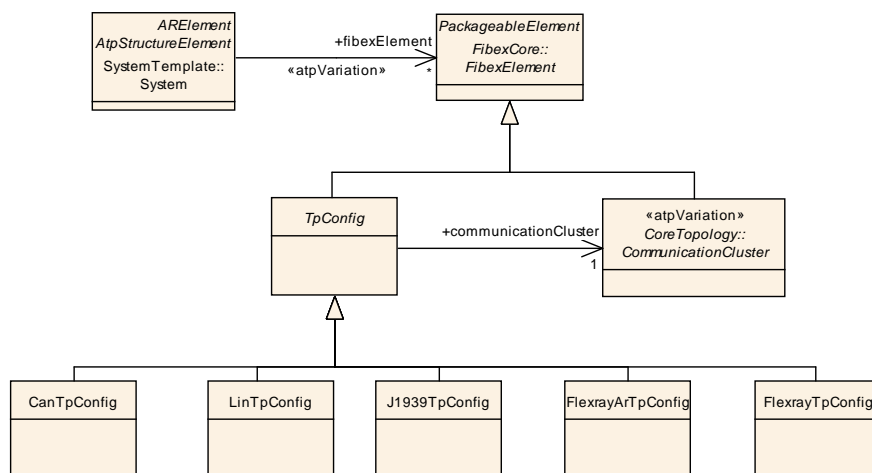 ARElement
AtpStructureElement
SystemTemplate::
System
+fibexElement
«atpVariation»
*
PackageableElement
FibexCore::
FibexElement
TpConfig
+communicationCluster
1
«atpVariation»
CoreTopology::
CommunicationCluster
CanTpConfig
LinTpConfig
J1939TpConfig
FlexrayArTpConfig
FlexrayTpConfig